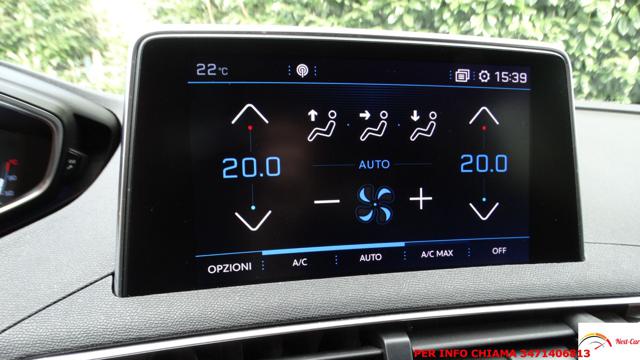 22°C
15:39
20.0
20.0
AUTO
OPZIONI
A/C
AUTO
A/C MAX
OFF
PER INFO CHIAMA 3471406813
Next-Car